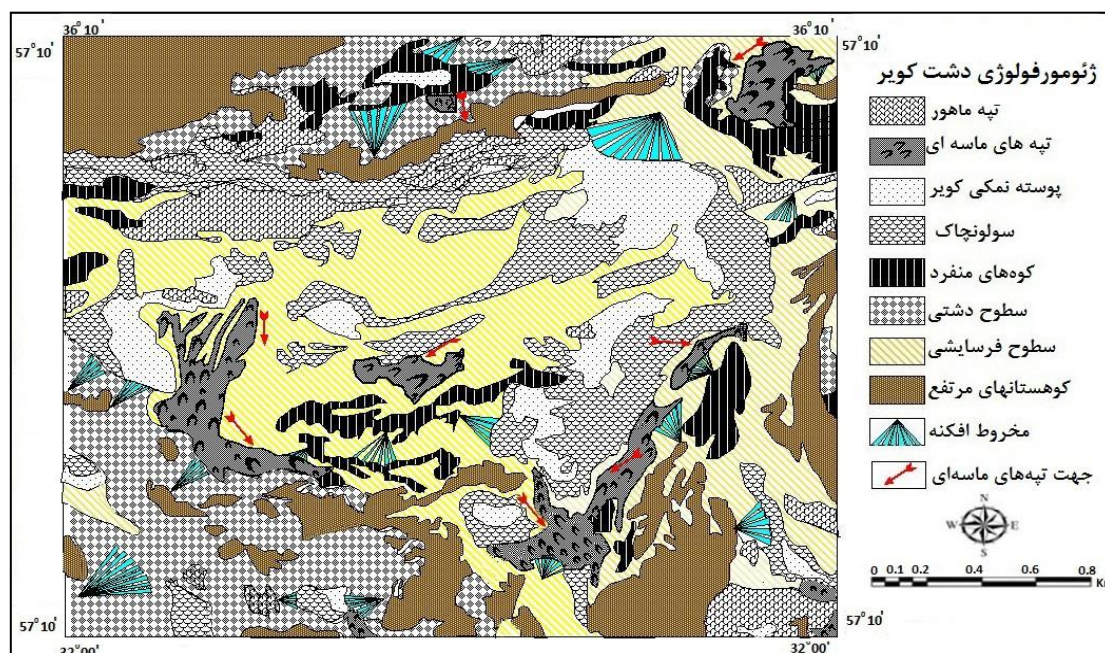 36°10'
36°10'
57°10'
57°10'
ژئومورفولوژی دشت کویر
تپه ماهور
تپه های ماسه ای
پوسته نمکی کویر
سولونچاک
کوه‌های منفرد
سطوح دشتی
سطوح فرسایشی
کوهستانهای مرتفع
مخروط افکنه
جهت تپه‌های ماسه‌ای
N
W E
S
0 0.1 0.2 0.4 0.6 0.8
57°10'
57°10'
32°00'
32°00'